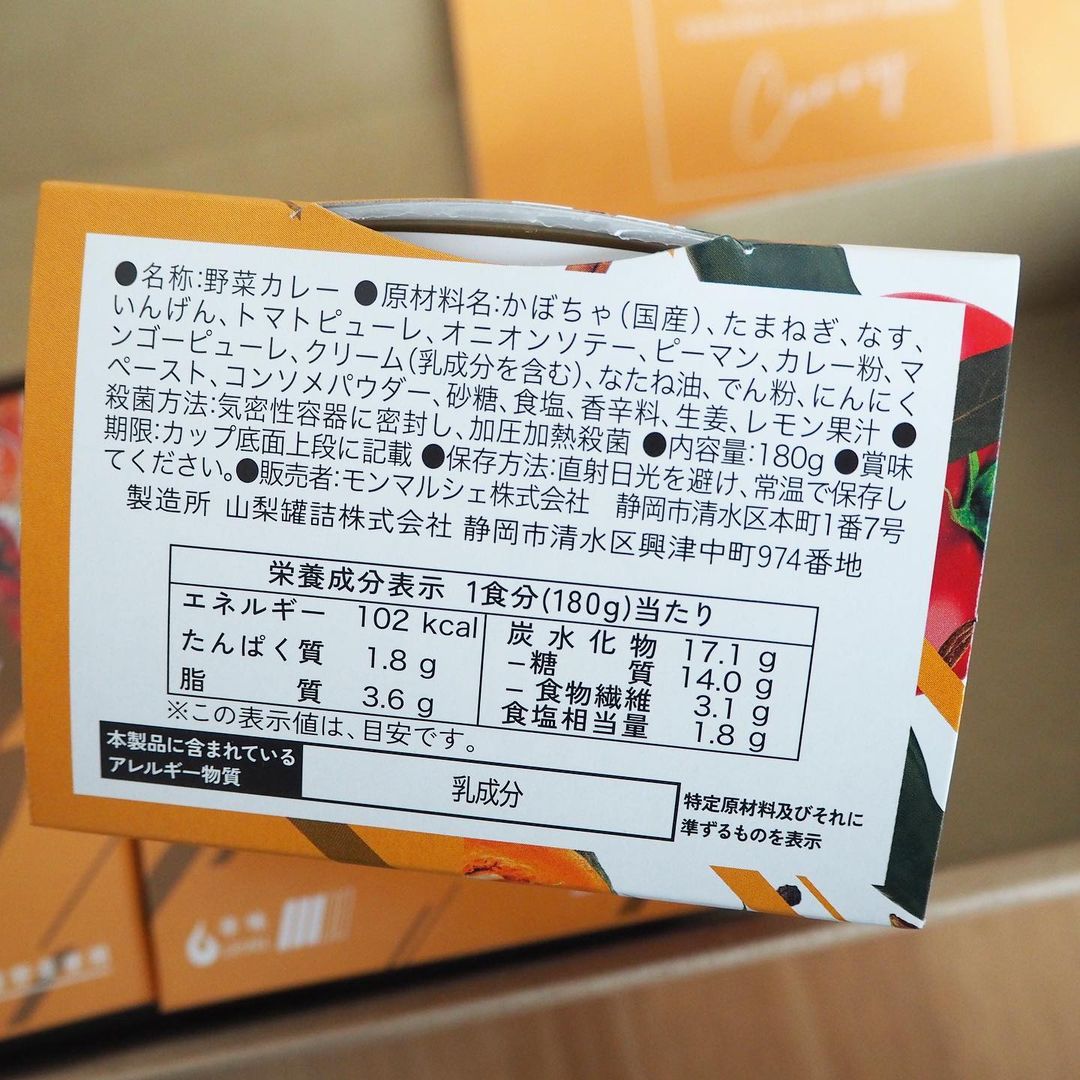 Curry
●名称:野菜カレー ●原材料名:かぼちゃ(国産)、たまねぎ、なす、
いんげん、トマトピューレ、オニオンソテー、ピーマン、カレー粉、マ
ンゴーピューレ、クリーム(乳成分を含む)、なたね油、でん粉、にんにく
ペースト、コンソメパウダー、砂糖、食塩、香辛料、生姜、レモン果汁 ●
殺菌方法:気密性容器に密封し、加圧加熱殺菌 ●内容量:180g ●賞味
期限:カップ底面上段に記載 ●保存方法:直射日光を避け、常温で保存し
てください。●販売者:モンマルシェ株式会社 静岡市清水区本町1番7号
製造所 山梨罐詰株式会社 静岡市清水区興津中町974番地
栄養成分表示 1食分(180g)当たり
エネルギー 102 kcal
たんぱく質 1.8 g
脂質 3.6 g
炭水化物 17.1 g
−糖質 14.0 g
−食物繊維 3.1 g
食塩相当量 1.8 g
※この表示値は、目安です。
本製品に含まれている
アレルギー物質
乳成分
特定原材料及びそれに
準ずるものを表示